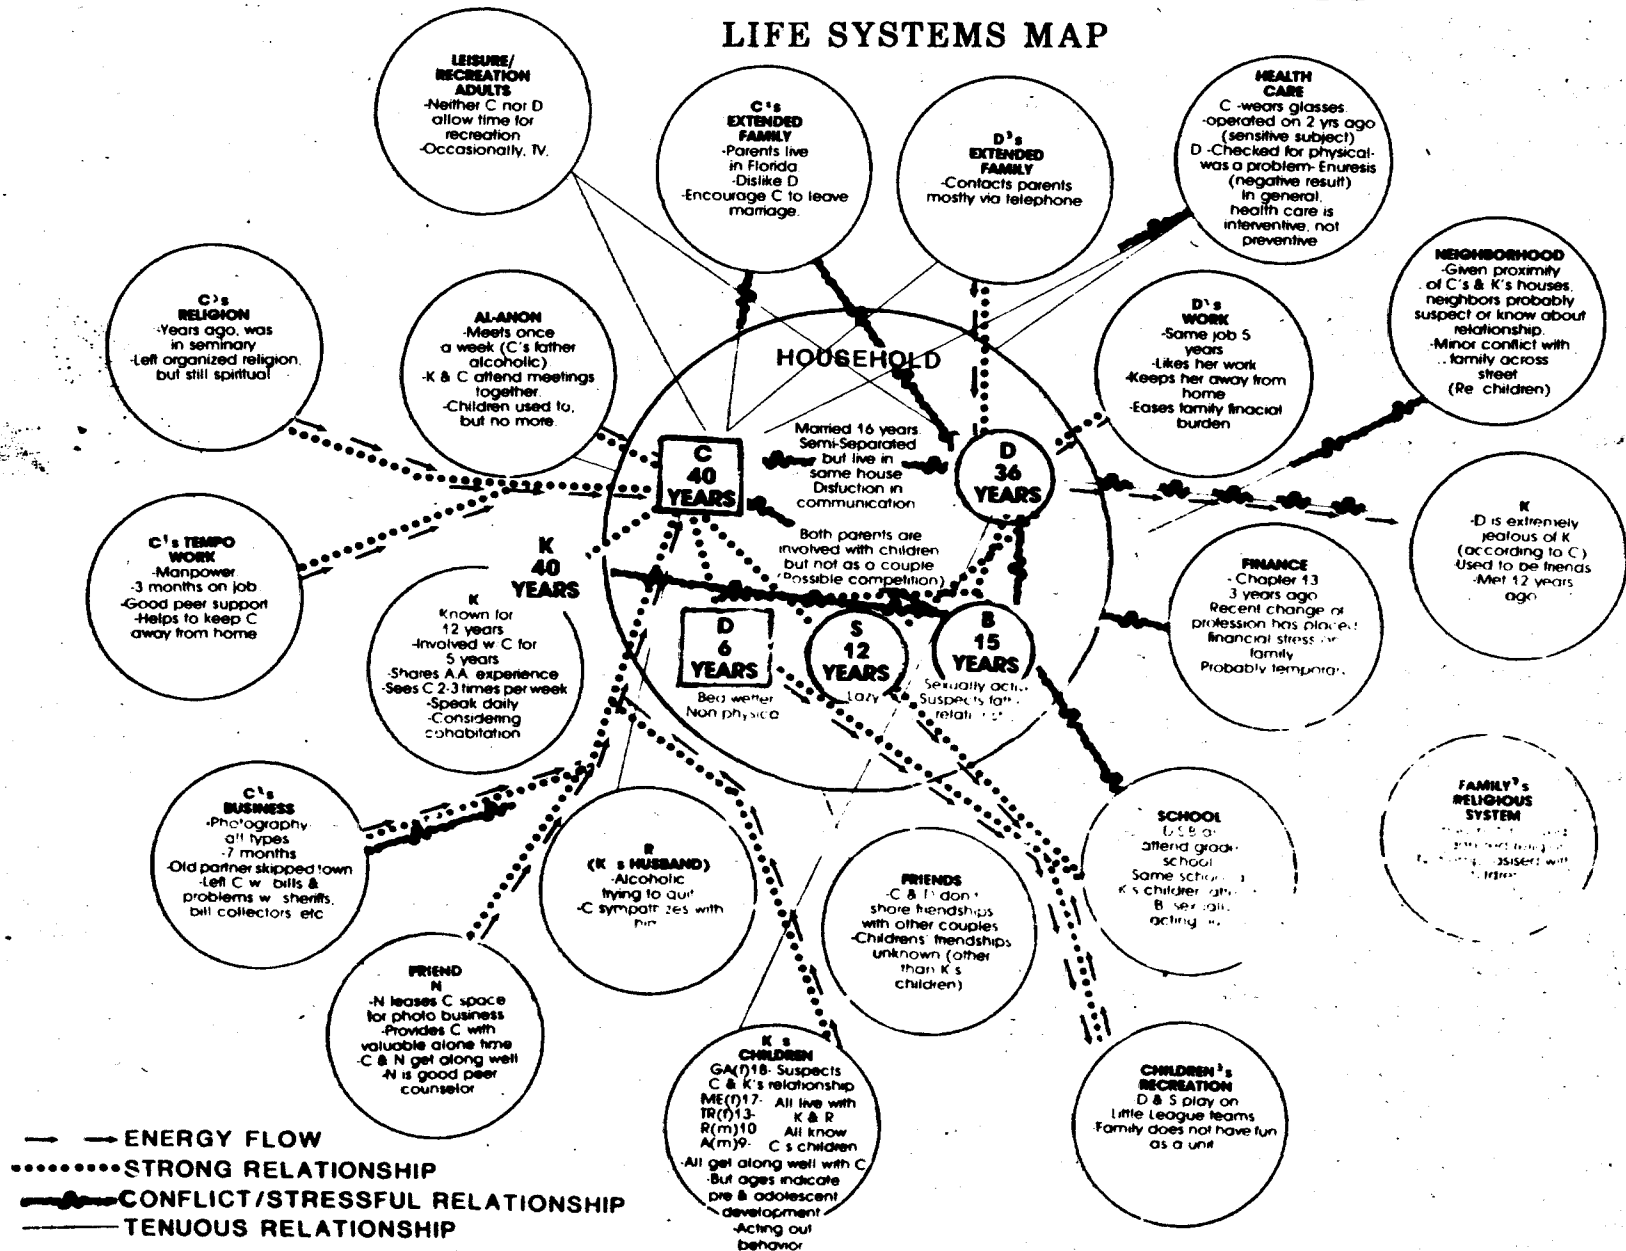 LIFE SYSTEMS MAP
LEISURE/
RECREATION
ADULTS
-Neither C nor D
allow time for
recreation
-Occasionally, TV.
C's
EXTENDED
FAMILY
-Parents live
in Florida
-Dislike D
-Encourage C to leave
marriage.
D's
EXTENDED
FAMILY
-Contacts parents
mostly via telephone
HEALTH
CARE
C -wears glasses
-operated on 2 yrs ago
(sensitive subject)
D -Checked for physical-
was a problem- Enuresis
(negative result)
In general,
health care is
interventive, not
preventive
C's
RELIGION
-Years ago, was
in seminary
-Left organized religion,
but still spiritual
AL-ANON
-Meets once
a week (C's father
alcoholic)
-K & C attend meetings
together.
-Children used to,
but no more.
D's
WORK
-Same job 5
years
-Likes her work
-Keeps her away from
home
-Eases family finacial
burden
NEIGHBORHOOD
-Given proximity
of C's & K's houses,
neighbors probably
suspect or know about
relationship.
-Minor conflict with
family across
street
(Re children)
HOUSEHOLD
C
40
YEARS
Married 16 years
Semi-Separated
but live in
same house
Disfuction in
communication
D
36
YEARS
Both parents are
involved with children
but not as a couple
(Possible competition)
C's TEMPO
WORK
-Manpower
-3 months on job
-Good peer support
-Helps to keep C
away from home
K
40
YEARS
K
Known for
12 years
-Involved w C for
5 years
-Shares A.A. experience
-Sees C 2-3 times per week
-Speak daily
-Considering
cohabitation
D
6
YEARS
Bed wetter
Non physical
S
12
YEARS
Lazy
B
15
YEARS
Sexually
Suspects
FINANCE
- Chapter 13
3 years ago
Recent change of
profession has placed
financial stress on
family
Probably
K
-D is extremely
jealous of K
(according to C)
-Used to be friends
-Met 12 years
ago
C's
BUSINESS
-Photography
all types
-7 months
-Old partner skipped town
-Left C w bills &
problems w sheriffs,
bill collectors etc
R
(K s HUSBAND)
-Alcoholic
trying to quit
-C sympathizes with
FRIENDS
-C & D don't
share friendships
with other couples
-Childrens' friendships
unknown (other
than K s
children)
SCHOOL
attend grade
school
Same
K s children
acting
FAMILY's
RELIGIOUS
SYSTEM
FRIEND
N
-N leases C space
for photo business
-Provides C with
valuable alone time
-C & N get along well
-N is good peer
counselor
K s
CHILDREN
GA(f)18- Suspects
C & K's relationship
ME(f)17- All live with
TR(f)13- K & R
R(m)10 All know
A(m)9- C s children
-All get along well with C
-But ages indicate
pre & adolescent
development
-Acting out
behavior
CHILDREN's
RECREATION
D & S play on
Little League teams
-Family does not have fun
as a unit
ENERGY FLOW
STRONG RELATIONSHIP
CONFLICT/STRESSFUL RELATIONSHIP
TENUOUS RELATIONSHIP